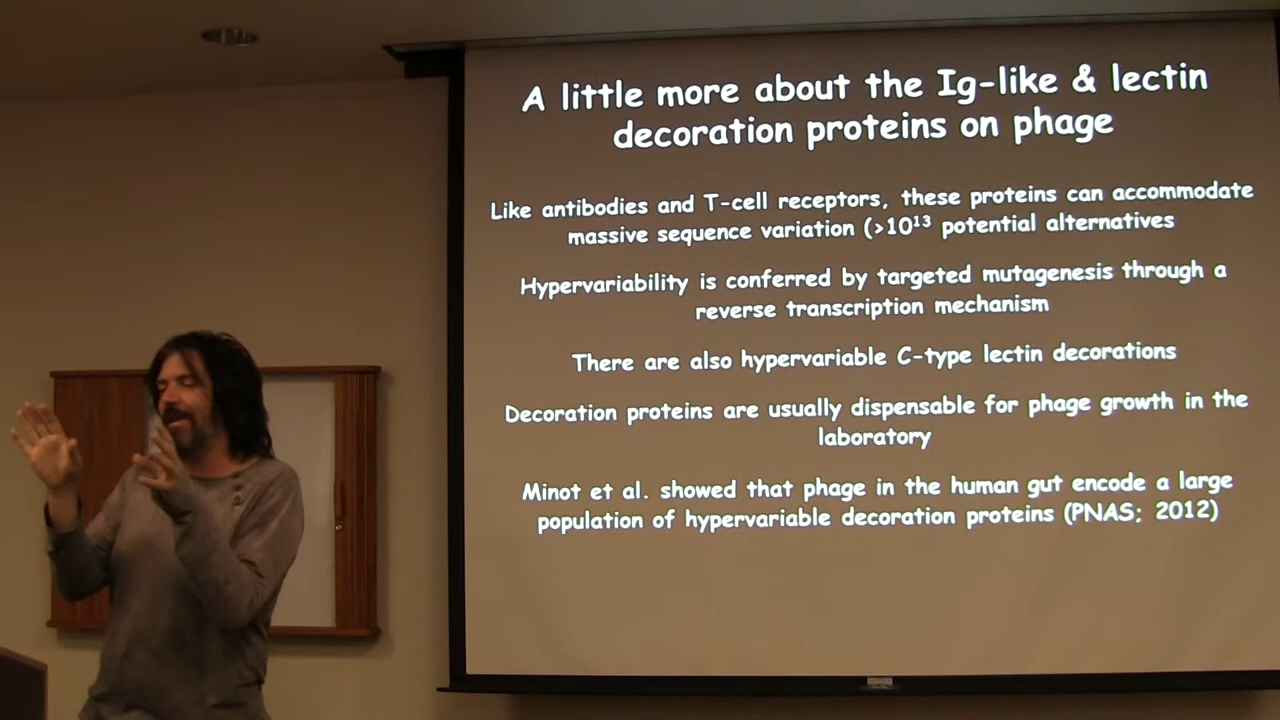 A little more about the Ig-like & lectin
decoration proteins on phage
Like antibodies and T-cell receptors, these proteins can accommodate
massive sequence variation (>10¹³ potential alternatives
Hypervariability is conferred by targeted mutagenesis through a
reverse transcription mechanism
There are also hypervariable C-type lectin decorations
Decoration proteins are usually dispensable for phage growth in the
laboratory
Minot et al. showed that phage in the human gut encode a large
population of hypervariable decoration proteins (PNAS; 2012)